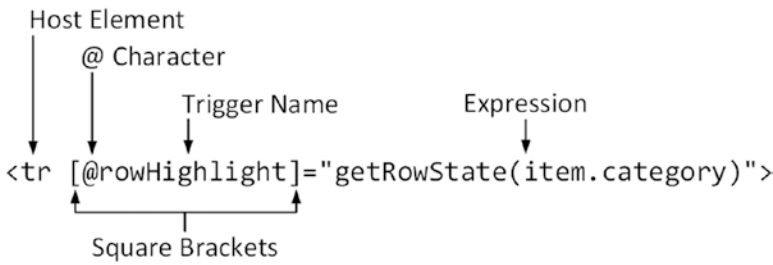 Host Element
@ Character
Trigger Name Expression
<tr [@rowHighlight]="getRowState(item.category)">
Square Brackets